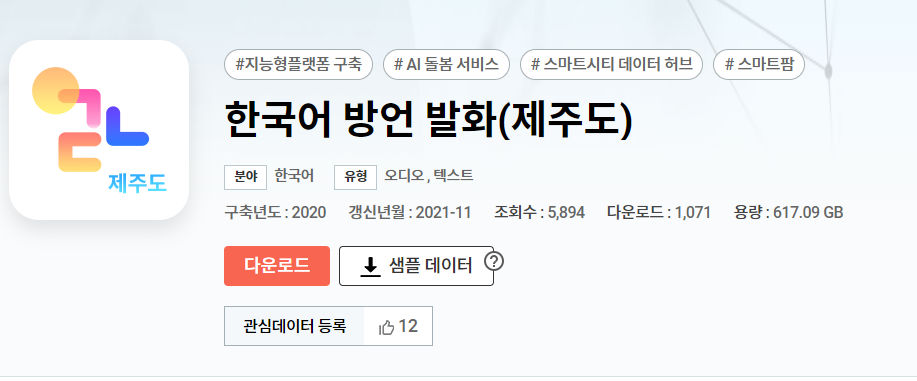 #지능형플랫폼 구축 # AI 돌봄 서비스 # 스마트시티 데이터 허브 # 스마트팜
한국어 방언 발화(제주도)
제주도
분야 한국어 유형 오디오 , 텍스트
구축년도 : 2020 갱신년월 : 2021-11 조회수 : 5,894 다운로드 : 1,071 용량 : 617.09 GB
다운로드 샘플 데이터 ?
관심데이터 등록 12